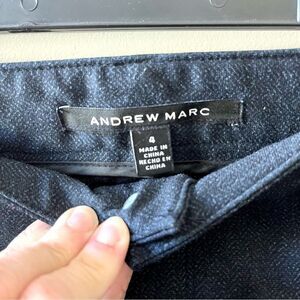 ANDREW MARC
4
MADE IN
CHINA
HECHO EN
CHINA